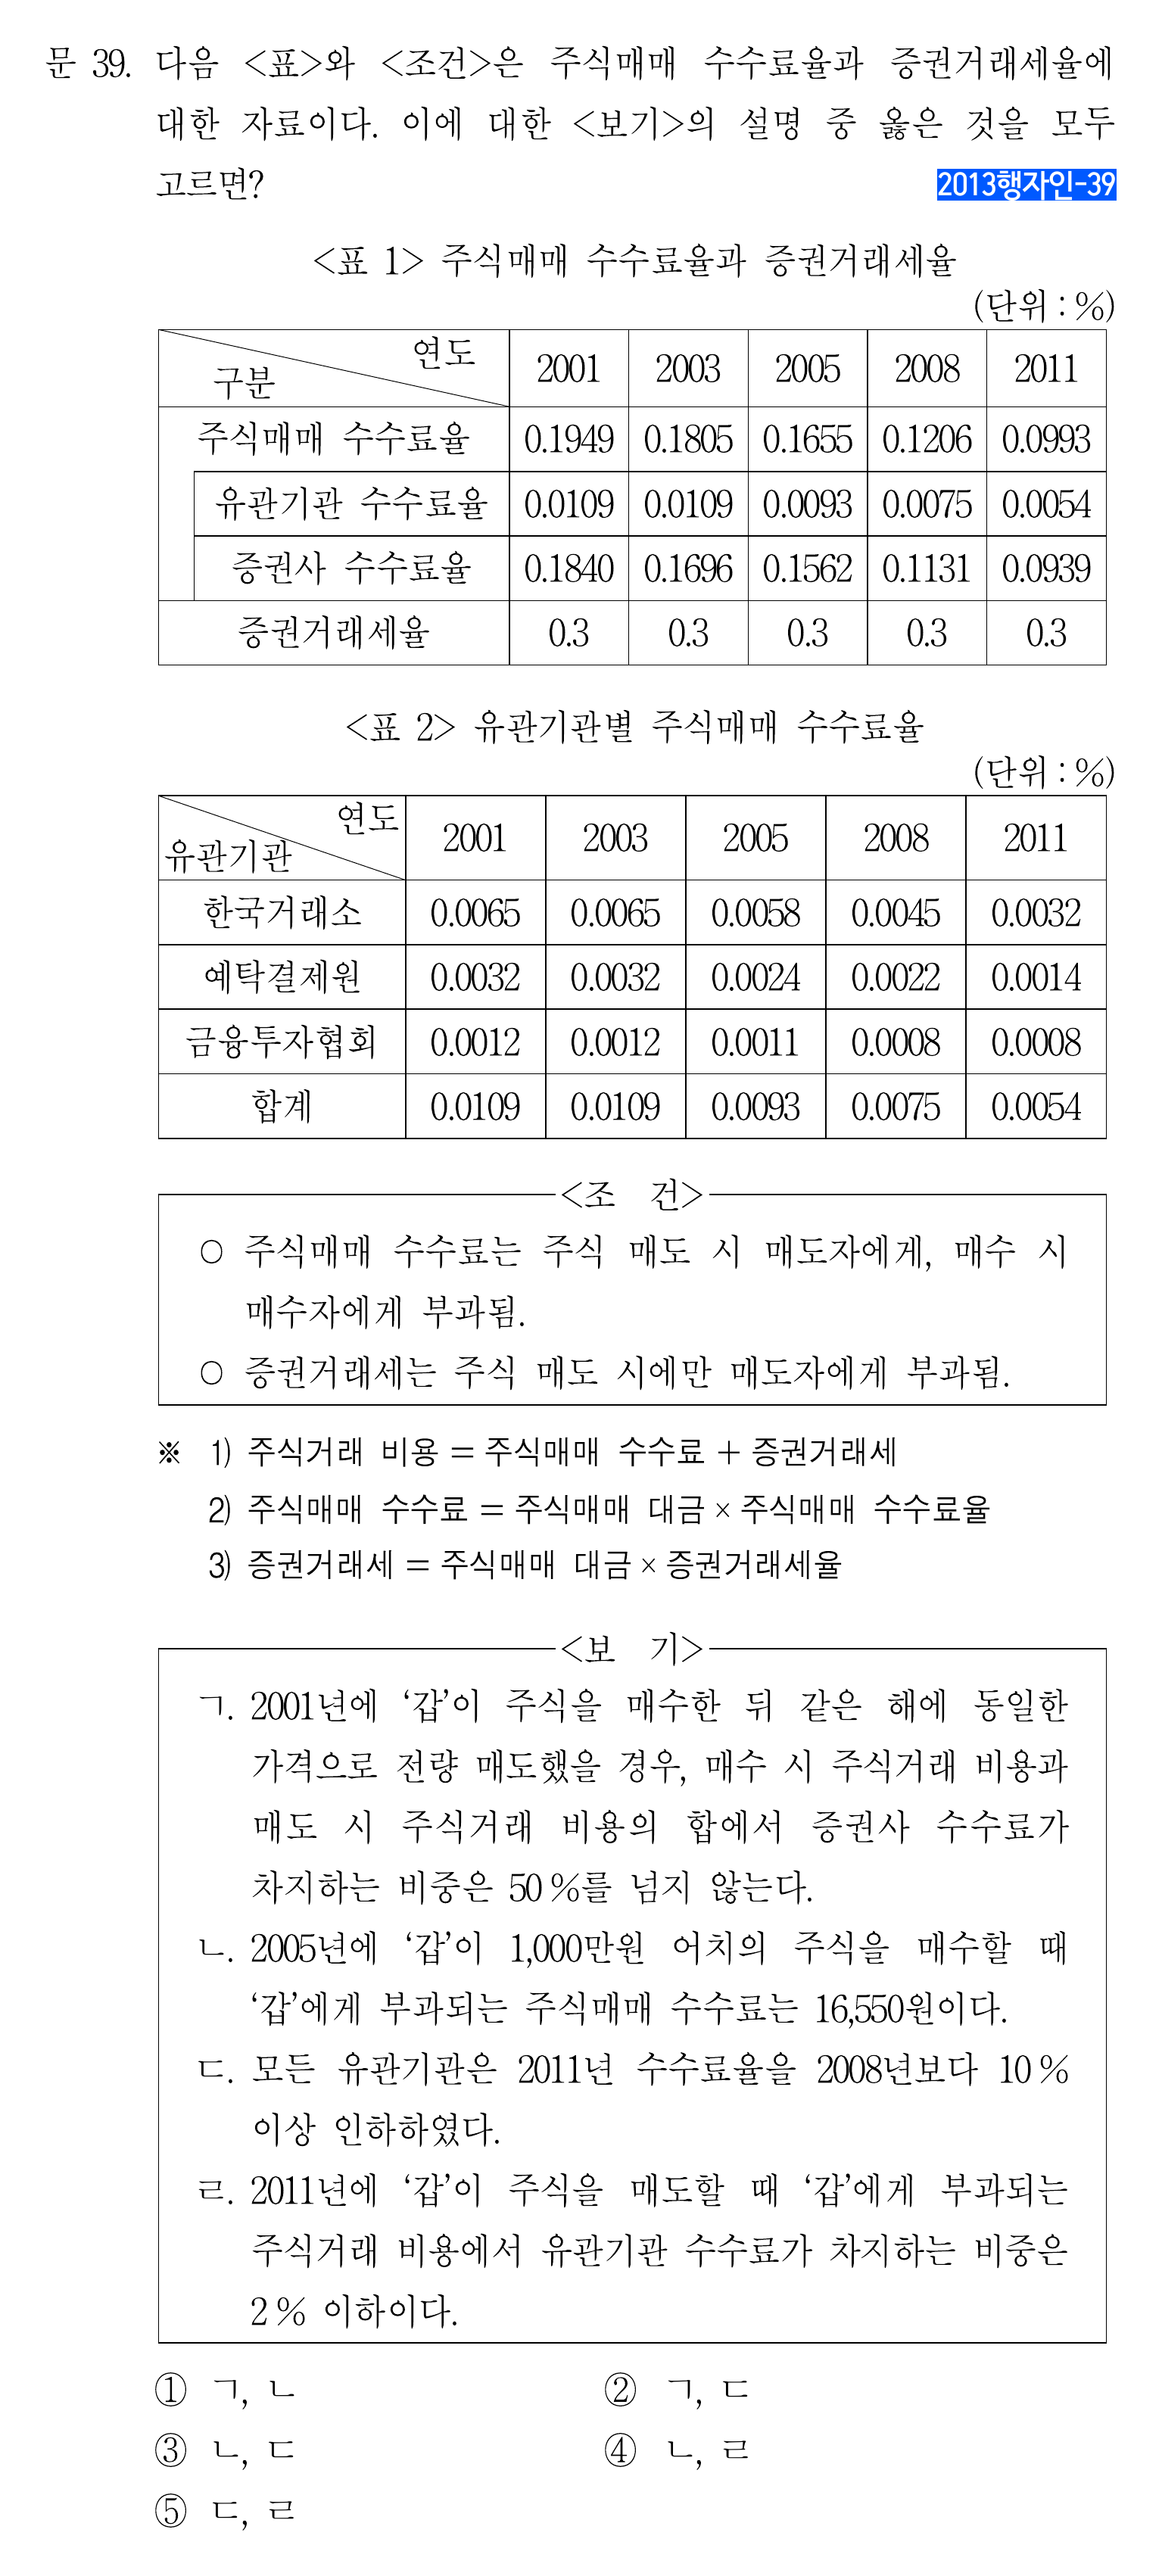 문 39. 다음 <표>와 <조건>은 주식매매 수수료율과 증권거래세율에
대한 자료이다. 이에 대한 <보기>의 설명 중 옳은 것을 모두
고르면? 2013행자인-39
<표 1> 주식매매 수수료율과 증권거래세율
(단위 : %)
구분 연도 2001 2003 2005 2008 2011
주식매매 수수료율 0.1949 0.1805 0.1655 0.1206 0.0993
유관기관 수수료율 0.0109 0.0109 0.0093 0.0075 0.0054
증권사 수수료율 0.1840 0.1696 0.1562 0.1131 0.0939
증권거래세율 0.3 0.3 0.3 0.3 0.3
<표 2> 유관기관별 주식매매 수수료율
(단위 : %)
유관기관 연도 2001 2003 2005 2008 2011
한국거래소 0.0065 0.0065 0.0058 0.0045 0.0032
예탁결제원 0.0032 0.0032 0.0024 0.0022 0.0014
금융투자협회 0.0012 0.0012 0.0011 0.0008 0.0008
합계 0.0109 0.0109 0.0093 0.0075 0.0054
<조 건>
○ 주식매매 수수료는 주식 매도 시 매도자에게, 매수 시
매수자에게 부과됨.
○ 증권거래세는 주식 매도 시에만 매도자에게 부과됨.
※ 1) 주식거래 비용 = 주식매매 수수료 + 증권거래세
2) 주식매매 수수료 = 주식매매 대금 × 주식매매 수수료율
3) 증권거래세 = 주식매매 대금 × 증권거래세율
<보 기>
ㄱ. 2001년에 ‘갑’이 주식을 매수한 뒤 같은 해에 동일한
가격으로 전량 매도했을 경우, 매수 시 주식거래 비용과
매도 시 주식거래 비용의 합에서 증권사 수수료가
차지하는 비중은 50 %를 넘지 않는다.
ㄴ. 2005년에 ‘갑’이 1,000만원 어치의 주식을 매수할 때
‘갑’에게 부과되는 주식매매 수수료는 16,550원이다.
ㄷ. 모든 유관기관은 2011년 수수료율을 2008년보다 10 %
이상 인하하였다.
ㄹ. 2011년에 ‘갑’이 주식을 매도할 때 ‘갑’에게 부과되는
주식거래 비용에서 유관기관 수수료가 차지하는 비중은
2 % 이하이다.
① ㄱ, ㄴ ② ㄱ, ㄷ
③ ㄴ, ㄷ ④ ㄴ, ㄹ
⑤ ㄷ, ㄹ